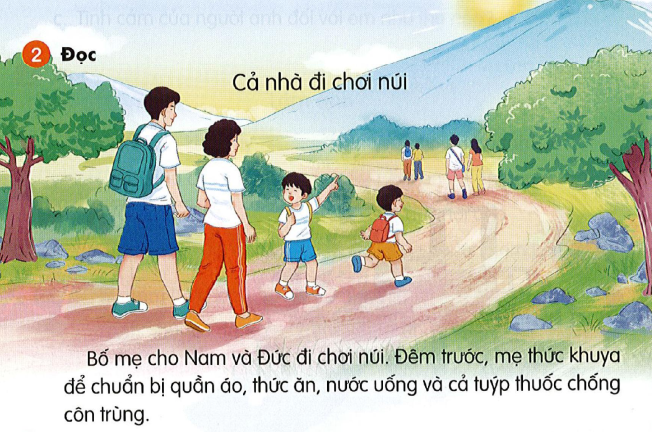 c. Tình cảm của người anh đối với em như thế
2 Đọc
Cả nhà đi chơi núi
Bố mẹ cho Nam và Đức đi chơi núi. Đêm trước, mẹ thức khuya
để chuẩn bị quần áo, thức ăn, nước uống và cả tuýp thuốc chống
côn trùng.